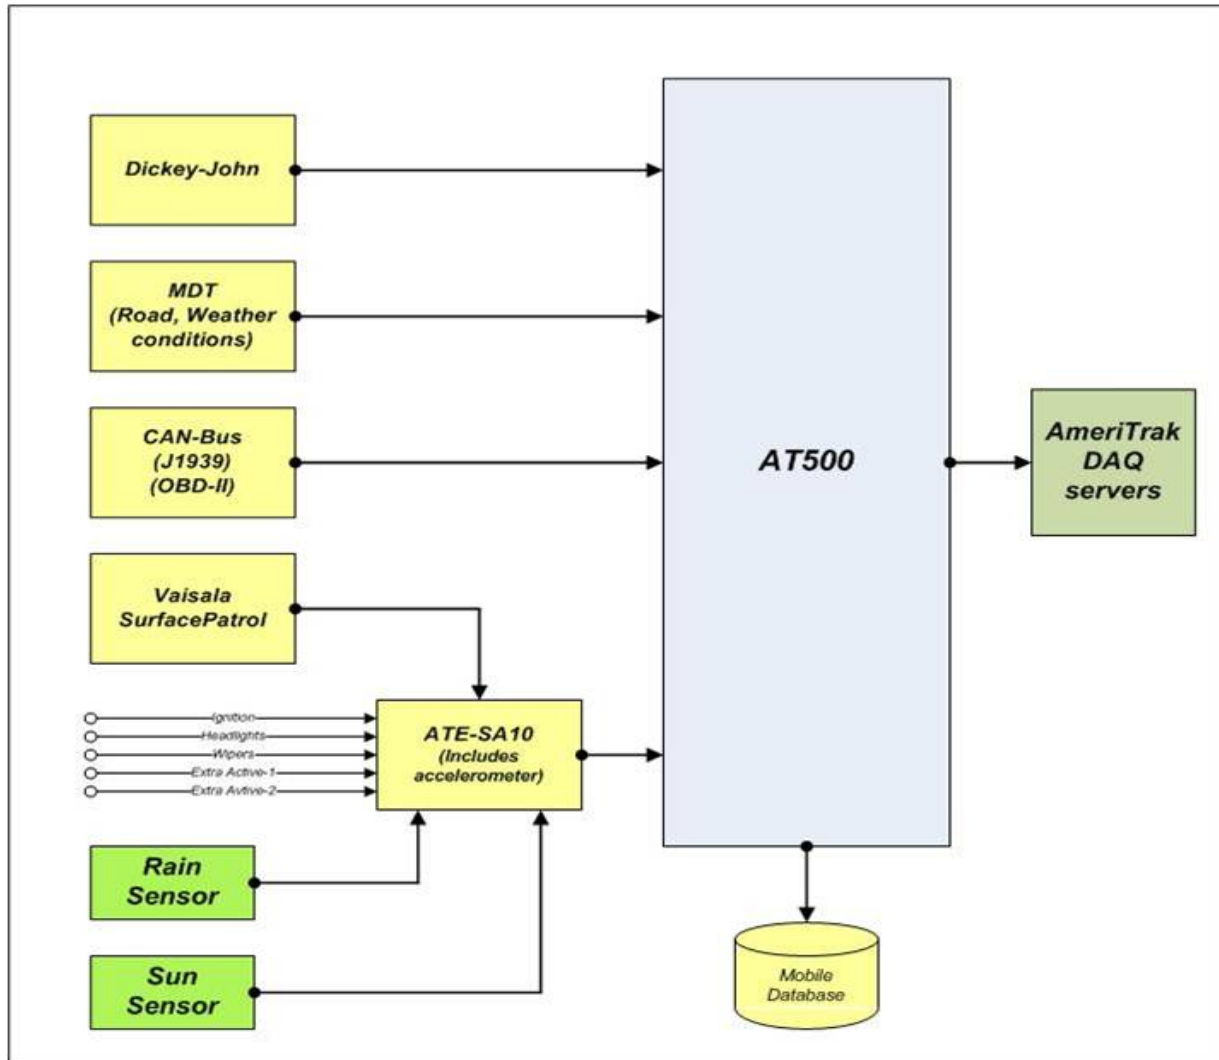 Dickey-John
MDT
(Road, Weather
conditions)
CAN-Bus
(J1939)
(OBD-II)
Vaisala
SurfacePatrol
Ignition
Headlights
Wipers
Extra Active-1
Extra Avtive-2
ATE-SA10
(Includes
accelerometer)
Rain
Sensor
Sun
Sensor
AT500
AmeriTrak
DAQ
servers
Mobile
Database